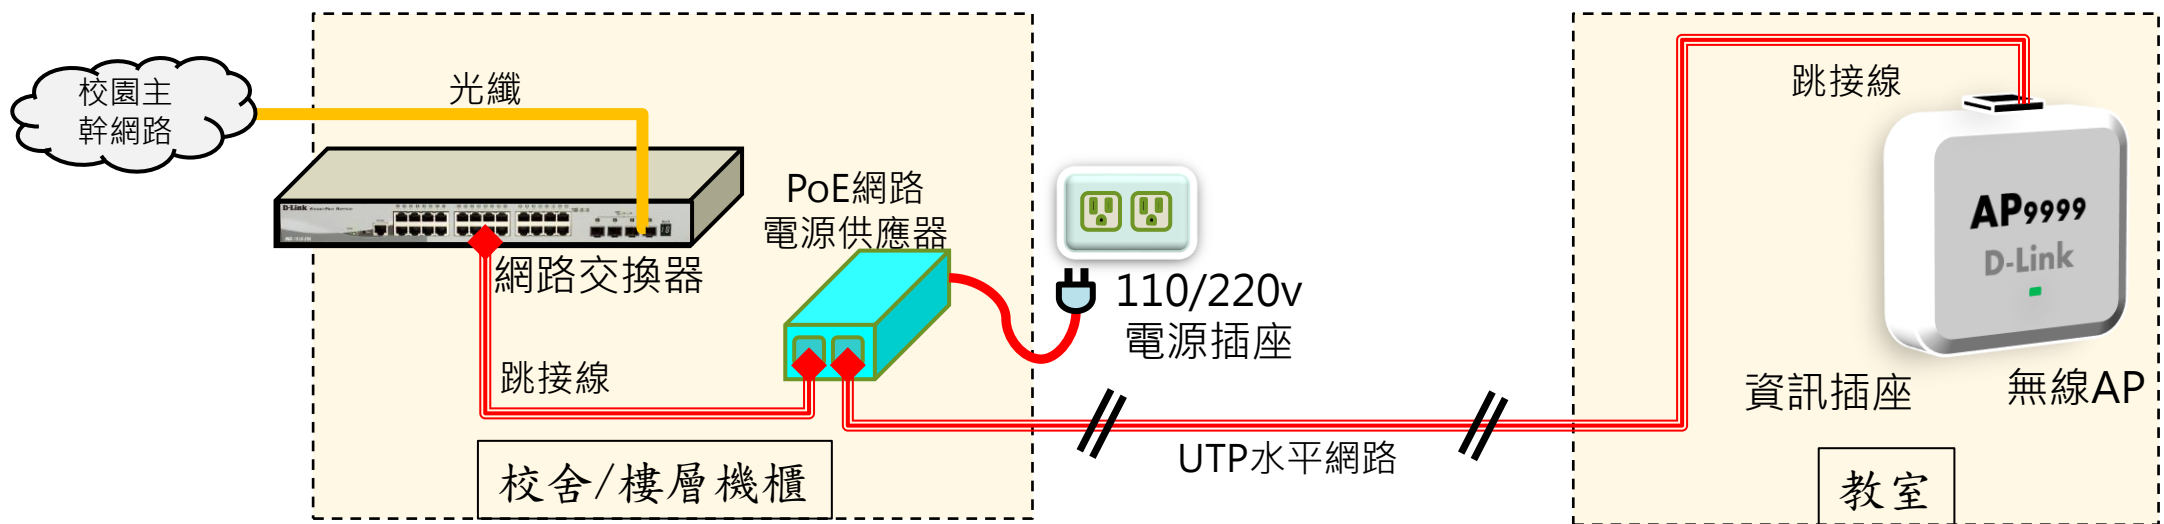 校園主
幹網路
光纖
D-Link
PoE網路
電源供應器
網路交換器
跳接線
110/220v
電源插座
校舍/樓層機櫃
UTP水平網路
跳接線
AP9999
D-Link
資訊插座
無線AP
教室